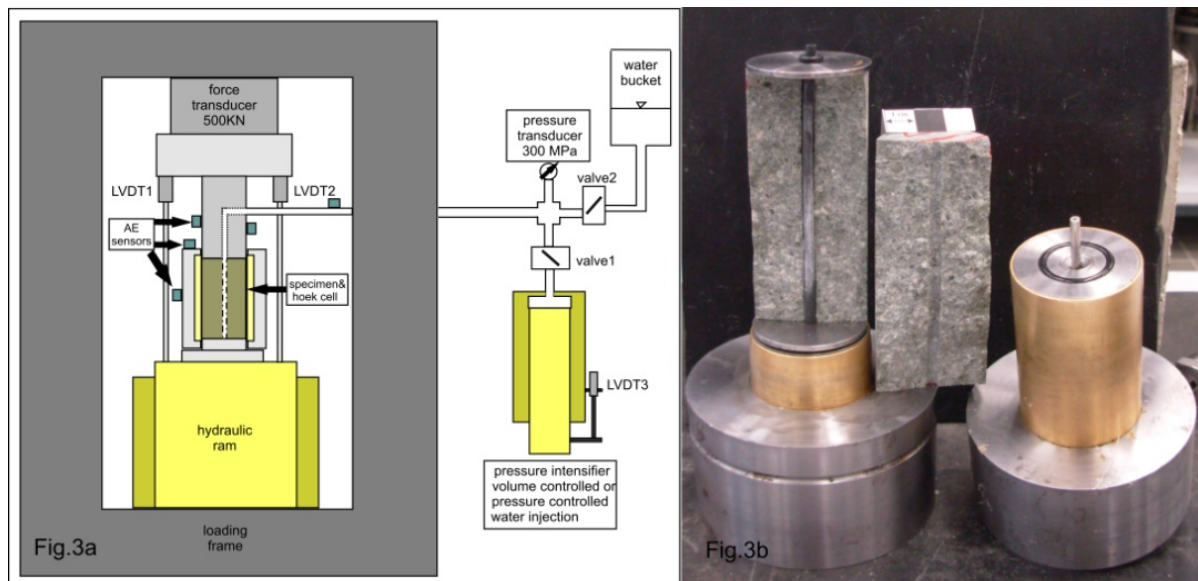 force
transducer
500KN
LVDT1
LVDT2
AE
sensors
specimen&
hoek cell
hydraulic
ram
loading
frame
Fig.3a
water
bucket
pressure
transducer
300 MPa
valve2
valve1
LVDT3
pressure intensifier
volume controlled or
pressure controlled
water injection
Fig.3b